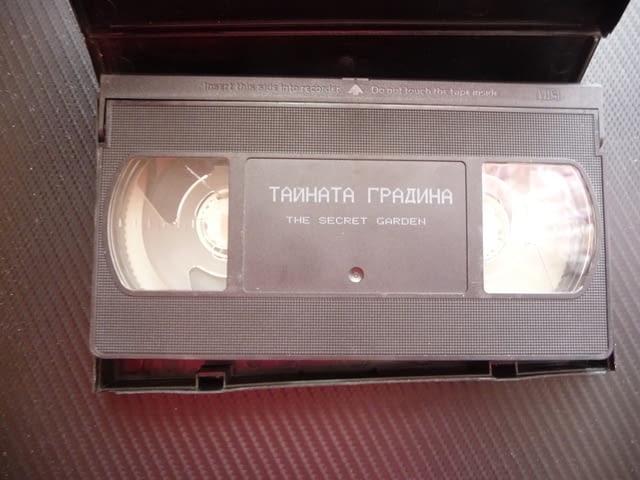 Insert this side into recorder Do not touch the tape inside VHS
ТАЙНАТА ГРАДИНА
THE SECRET GARDEN